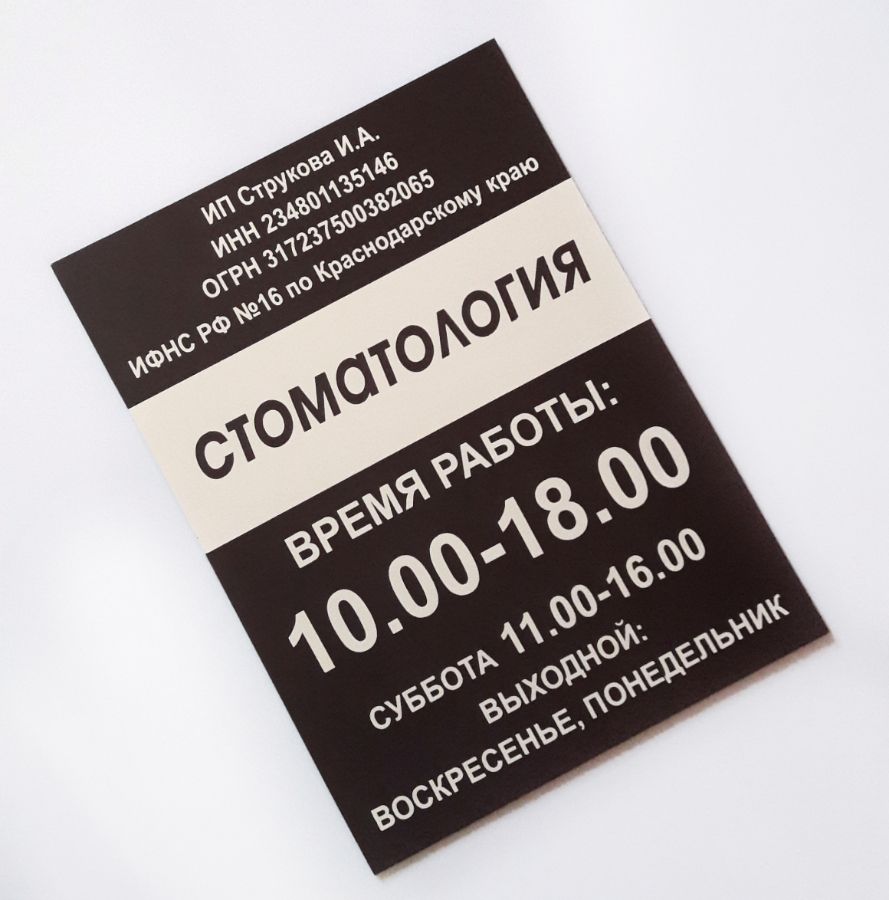 ИП Струкова И.А.
ИНН 234801135146
ОГРН 317237500382065
ИФНС РФ №16 по Краснодарскому краю
СТОМАТОЛОГИЯ
ВРЕМЯ РАБОТЫ:
10.00-18.00
СУББОТА 11.00-16.00
ВЫХОДНОЙ:
ВОСКРЕСЕНЬЕ, ПОНЕДЕЛЬНИК